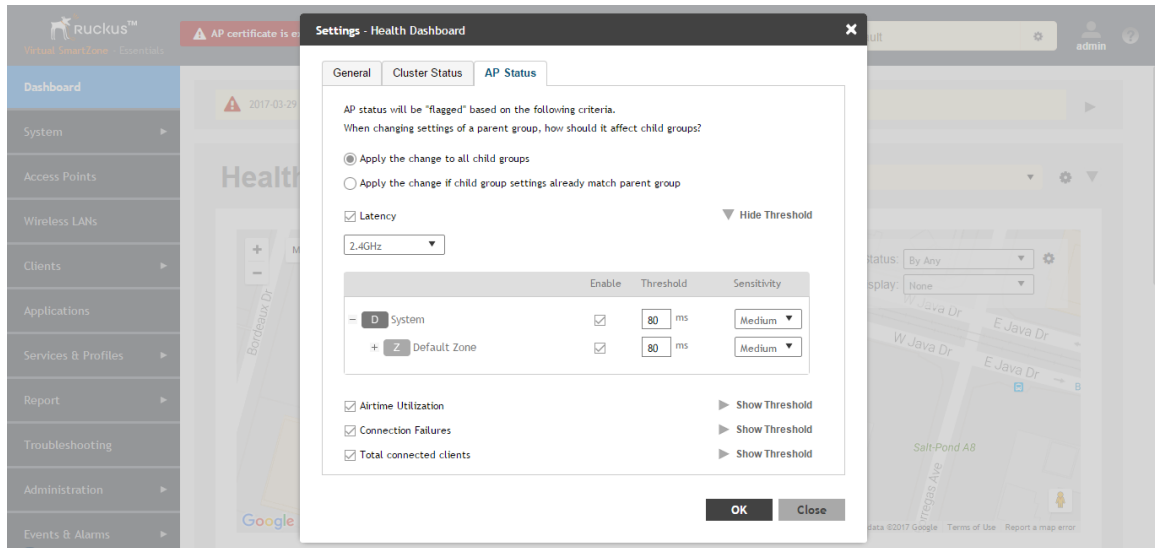 RUCKUS™
Virtual SmartZone - Essentials
AP certificate is ex
ult
admin
Dashboard
System
Access Points
Wireless LANs
Clients
Applications
Services & Profiles
Report
Troubleshooting
Administration
Events & Alarms
2017-03-29
Health
M
Settings - Health Dashboard
General
Cluster Status
AP Status
AP status will be "flagged" based on the following criteria.
When changing settings of a parent group, how should it affect child groups?
Apply the change to all child groups
Apply the change if child group settings already match parent group
Latency
Hide Threshold
2.4GHz
Enable Threshold Sensitivity
D System 80 ms Medium
Z Default Zone 80 ms Medium
Airtime Utilization Show Threshold
Connection Failures Show Threshold
Total connected clients Show Threshold
OK Close
Status: By Any
splay: None
W Java Dr
E Java Dr
W Java Dr
E Java Dr
B
Bordeaux Dr
Salt-Pond A8
rregas Ave
Google
data ©2017 Google Terms of Use Report a map error